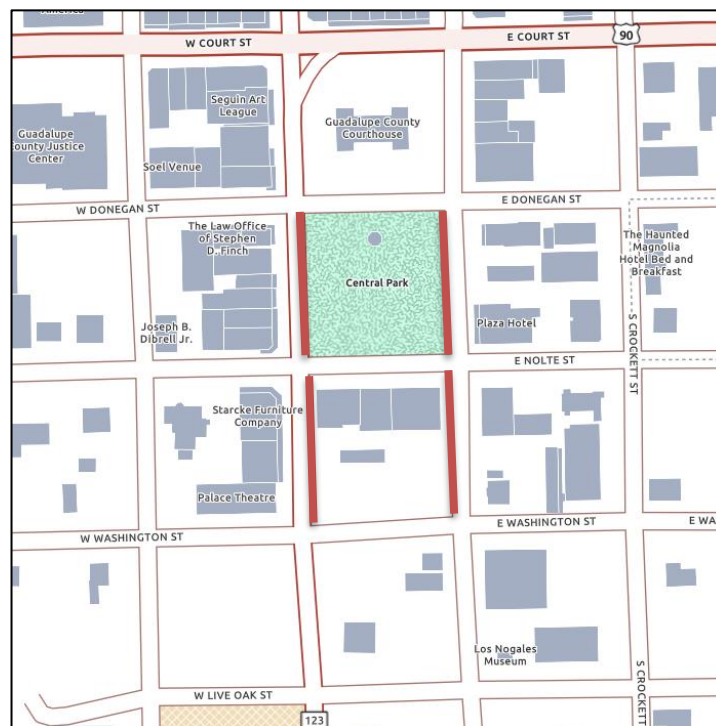 America
W COURT ST
E COURT ST
90
Seguin Art
League
Guadalupe County
Courthouse
Guadalupe
County Justice
Center
Soel Venue
W DONEGAN ST
E DONEGAN ST
The Law Office
of Stephen
D. Finch
The Haunted
Magnolia
Hotel Bed and
Breakfast
Central Park
Joseph B.
Dibrell Jr.
Plaza Hotel
S CROCKETT ST
E NOLTE ST
Starcke Furniture
Company
Palace Theatre
E WASHINGTON ST
E WA
W WASHINGTON ST
Los Nogales
Museum
S CROCKETT
W LIVE OAK ST
123